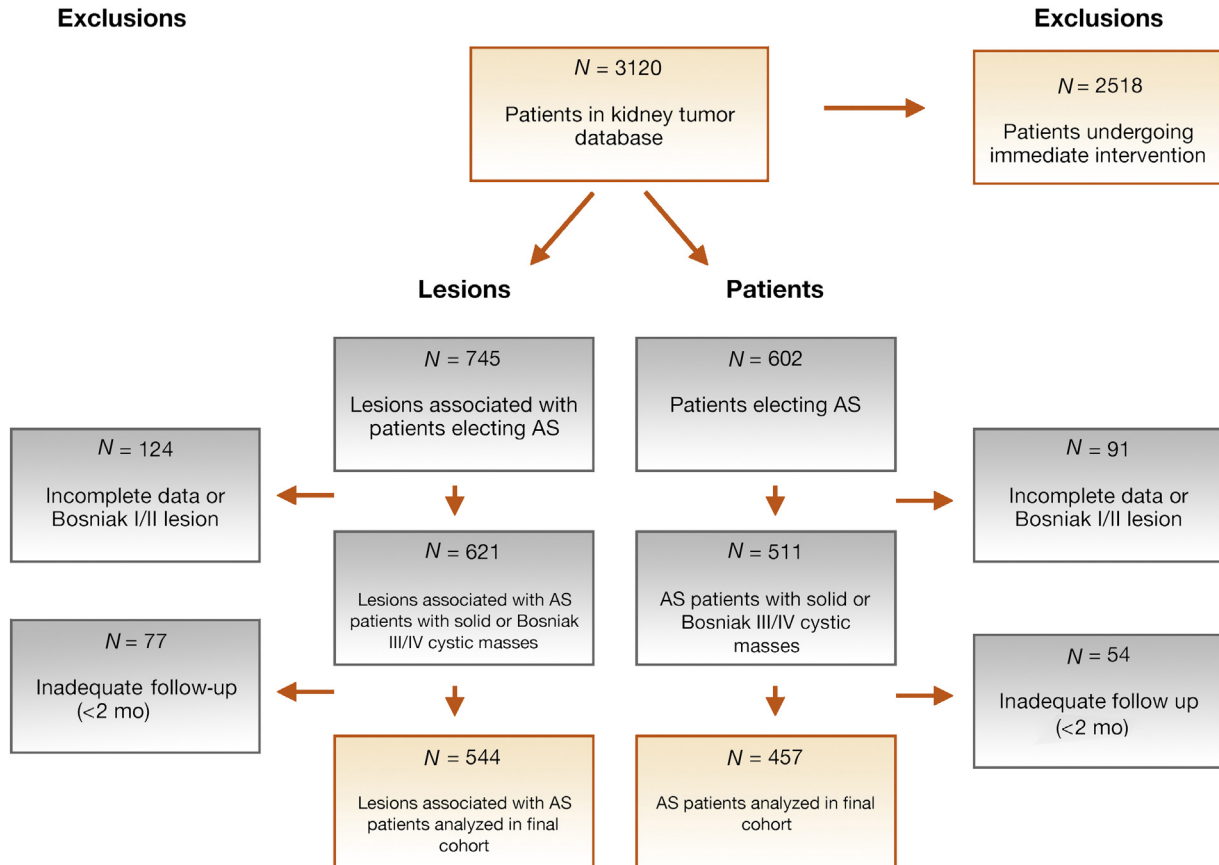 Exclusions
Exclusions
N = 3120
Patients in kidney tumor
database
N = 2518
Patients undergoing
immediate intervention
Lesions
Patients
N = 745
Lesions associated with
patients electing AS
N = 602
Patients electing AS
N = 124
Incomplete data or
Bosniak I/II lesion
N = 91
Incomplete data or
Bosniak I/II lesion
N = 621
Lesions associated with AS
patients with solid or Bosniak
III/IV cystic masses
N = 511
AS patients with solid or
Bosniak III/IV cystic
masses
N = 77
Inadequate follow-up
(<2 mo)
N = 54
Inadequate follow up
(<2 mo)
N = 544
Lesions associated with AS
patients analyzed in final
cohort
N = 457
AS patients analyzed in final
cohort